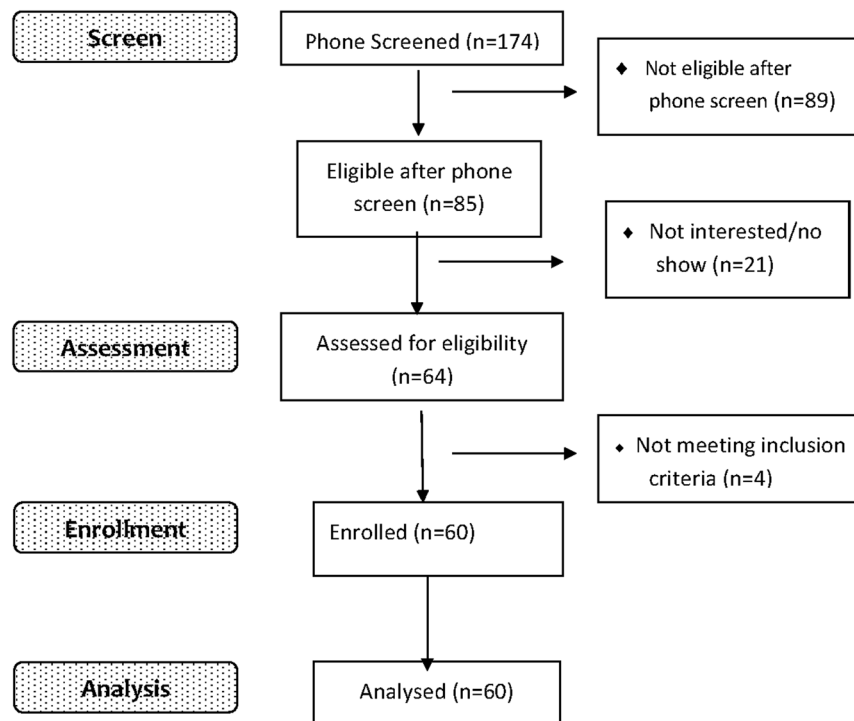 Screen
Phone Screened (n=174)
♦ Not eligible after
phone screen (n=89)
Eligible after phone
screen (n=85)
♦ Not interested/no
show (n=21)
Assessment
Assessed for eligibility
(n=64)
♦ Not meeting inclusion
criteria (n=4)
Enrollment
Enrolled (n=60)
Analysis
Analysed (n=60)